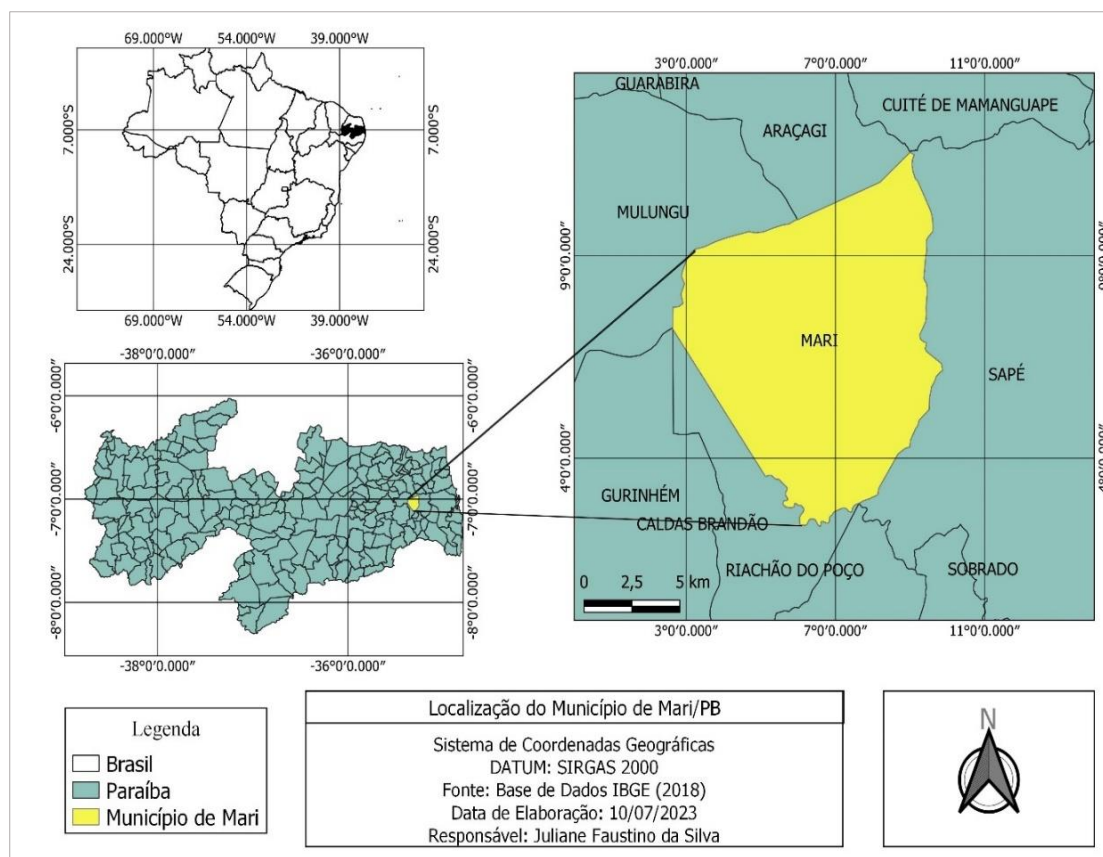 69.000°W 54.000°W 39.000°W
7.000°S
24.000°S
7.000°S
24.000°S
69.000°W 54.000°W 39.000°W
-38°0'0.000" -36°0'0.000"
-6°0'0.000"
-7°0'0.000"
-8°0'0.000"
-6°0'0.000"
-7°0'0.000"
-8°0'0.000"
-38°0'0.000" -36°0'0.000"
3°0'0.000" 7°0'0.000" 11°0'0.000"
GUARABIRA
CUITÉ DE MAMANGUAPE
ARAÇAGI
MULUNGU
9°0'0.000"
MARI
SAPÉ
4°0'0.000"
GURINHÉM
CALDAS BRANDÃO
RIACHÃO DO POÇO
SOBRADO
0 2,5 5 km
3°0'0.000" 7°0'0.000" 11°0'0.000"
Legenda
Brasil
Paraíba
Município de Mari
Localização do Município de Mari/PB
Sistema de Coordenadas Geográficas
DATUM: SIRGAS 2000
Fonte: Base de Dados IBGE (2018)
Data de Elaboração: 10/07/2023
Responsável: Juliane Faustino da Silva
N